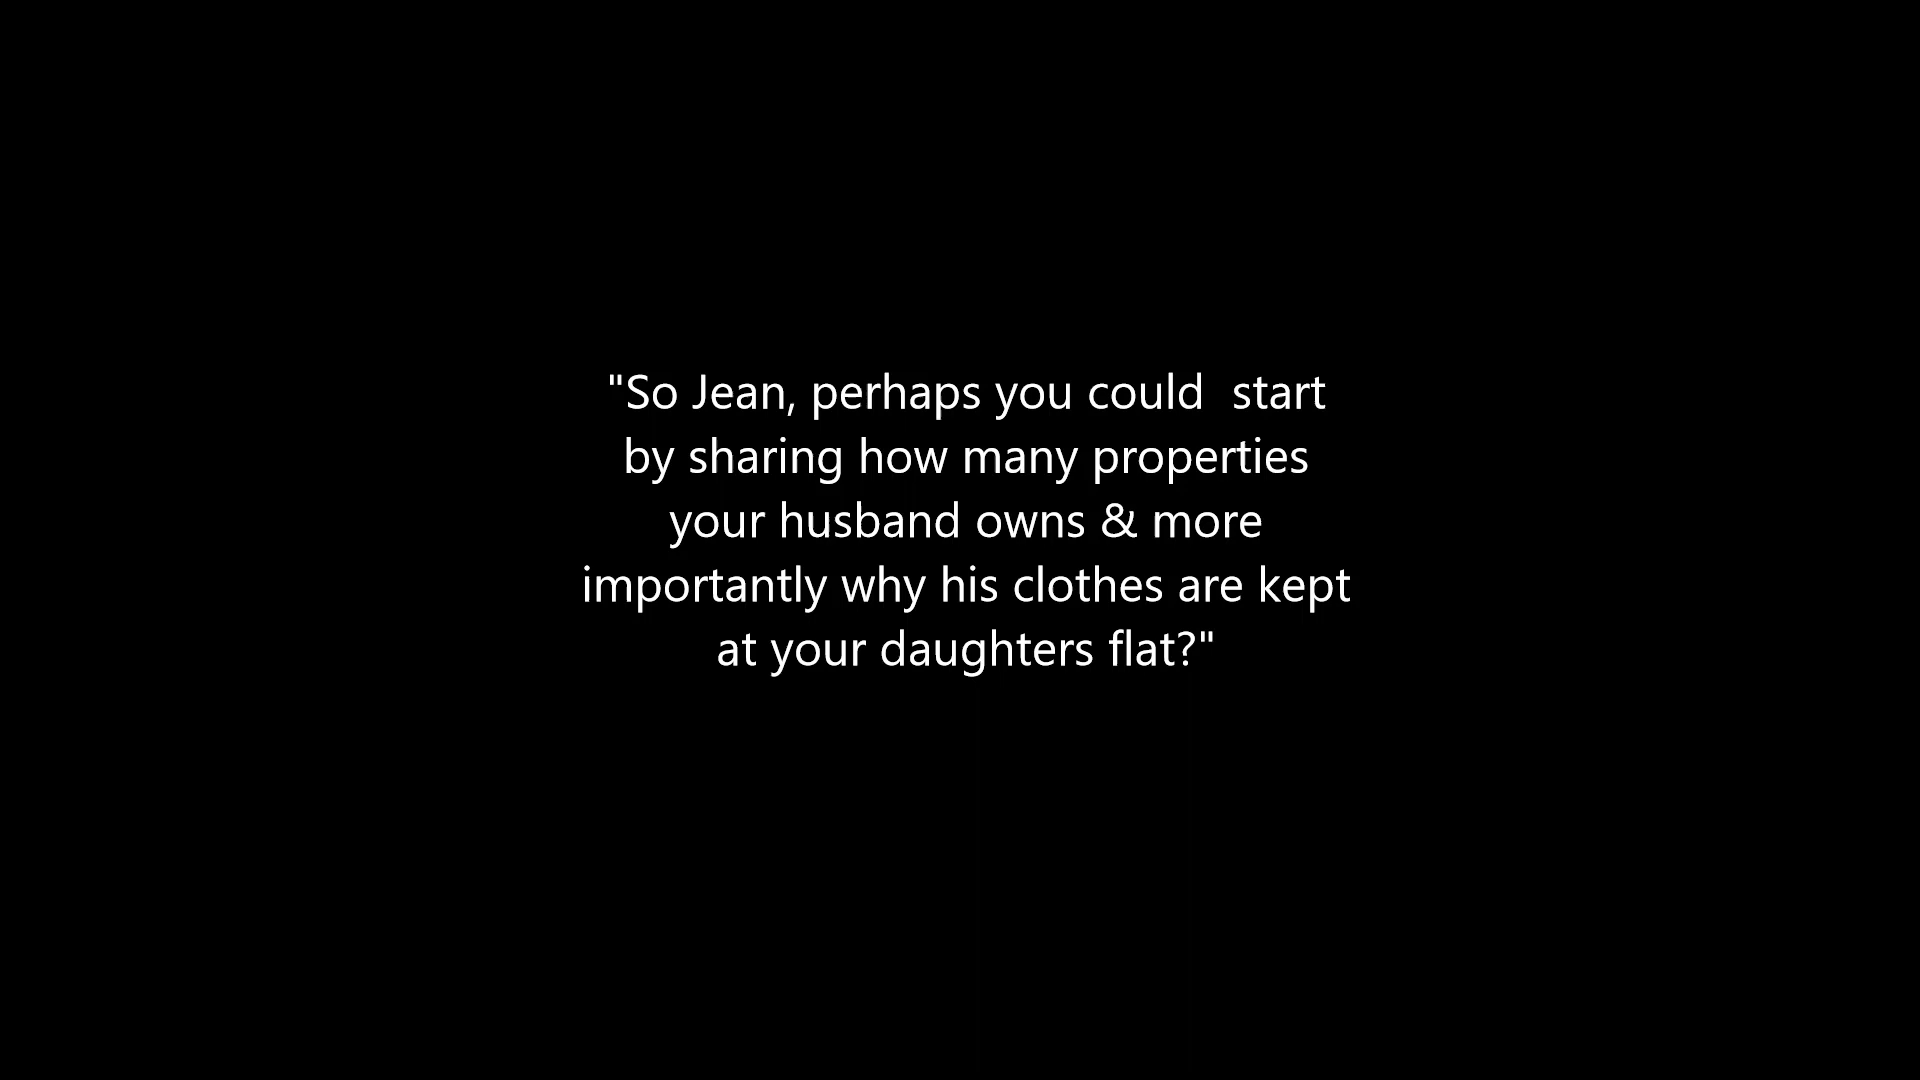 "So Jean, perhaps you could  start
by sharing how many properties
your husband owns & more
importantly why his clothes are kept
at your daughters flat?"